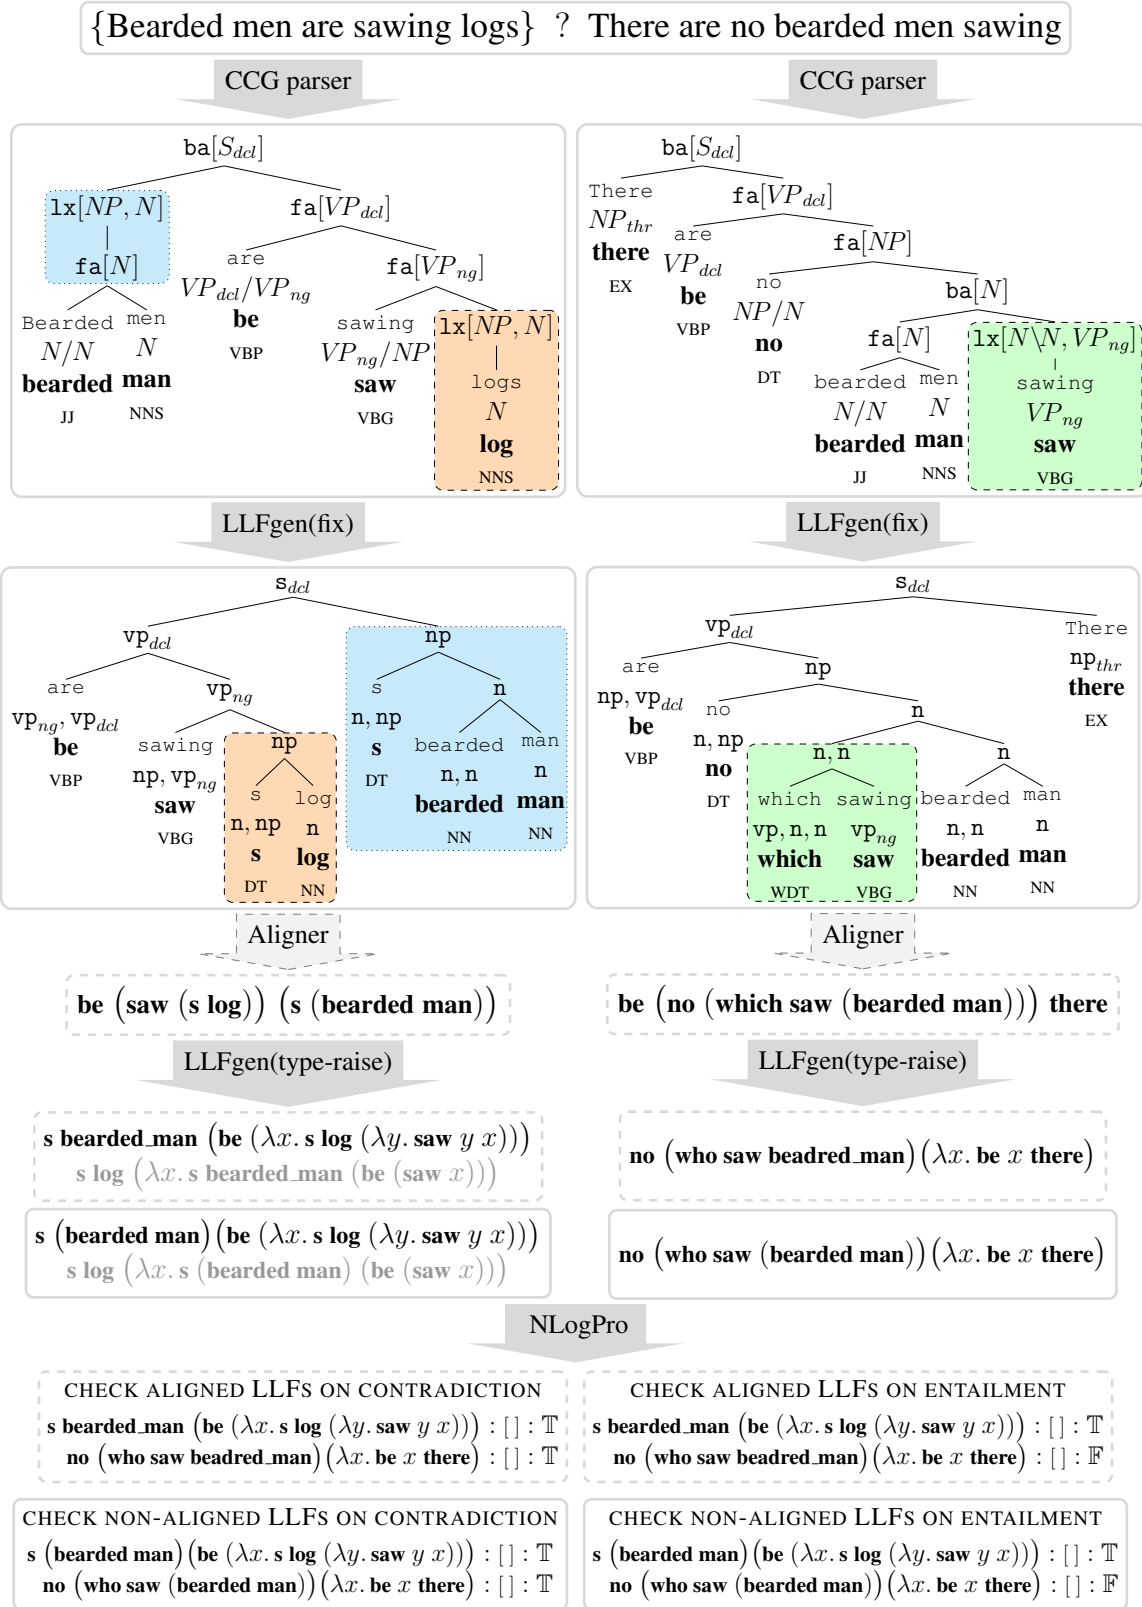 {Bearded men are sawing logs} ? There are no bearded men sawing
CCG parser
CCG parser
ba[S_dcl]
lx[NP, N]
fa[VP_dcl]
fa[N]
are
fa[VP_ng]
VP_dcl/VP_ng
be
VBP
Bearded
men
N/N
N
bearded man
JJ
NNS
sawing
VP_ng/NP
saw
VBG
lx[NP, N]
logs
N
log
NNS
ba[S_dcl]
There
NP_thr
there
EX
fa[VP_dcl]
are
VP_dcl
be
VBP
fa[NP]
no
NP/N
no
DT
ba[N]
fa[N]
bearded
men
N/N
N
bearded man
JJ
NNS
lx[N\N, VP_ng]
sawing
VP_ng
saw
VBG
LLFgen(fix)
LLFgen(fix)
s_dcl
vp_dcl
np
are
vp_ng, vp_dcl
be
VBP
vp_ng
sawing
np, vp_ng
saw
VBG
np
s
log
n, np
n
s
log
DT
NN
s
n, np
s
DT
n
bearded
man
n, n
n
bearded man
NN
NN
s_dcl
vp_dcl
There
np_thr
there
EX
are
np, vp_dcl
be
VBP
np
no
n, np
no
DT
n
n, n
n
which sawing bearded man
vp, n, n
vp_ng
n, n
n
which saw bearded man
WDT
VBG
NN
NN
Aligner
Aligner
be (saw (s log)) (s (bearded man))
be (no (which saw (bearded man))) there
LLFgen(type-raise)
LLFgen(type-raise)
s bearded_man (be (λx. s log (λy. saw y x)))
s log (λx. s bearded_man (be (saw x)))
no (who saw beadred_man)(λx. be x there)
s (bearded man)(be (λx. s log (λy. saw y x)))
s log (λx. s (bearded man) (be (saw x)))
no (who saw (bearded man))(λx. be x there)
NLogPro
CHECK ALIGNED LLFS ON CONTRADICTION
s bearded_man (be (λx. s log (λy. saw y x))) : [ ] : 𝕋
no (who saw beadred_man)(λx. be x there) : [ ] : 𝕋
CHECK ALIGNED LLFS ON ENTAILMENT
s bearded_man (be (λx. s log (λy. saw y x))) : [ ] : 𝕋
no (who saw beadred_man)(λx. be x there) : [ ] : 𝔽
CHECK NON-ALIGNED LLFS ON CONTRADICTION
s (bearded man)(be (λx. s log (λy. saw y x))) : [ ] : 𝕋
no (who saw (bearded man))(λx. be x there) : [ ] : 𝕋
CHECK NON-ALIGNED LLFS ON ENTAILMENT
s (bearded man)(be (λx. s log (λy. saw y x))) : [ ] : 𝕋
no (who saw (bearded man))(λx. be x there) : [ ] : 𝔽